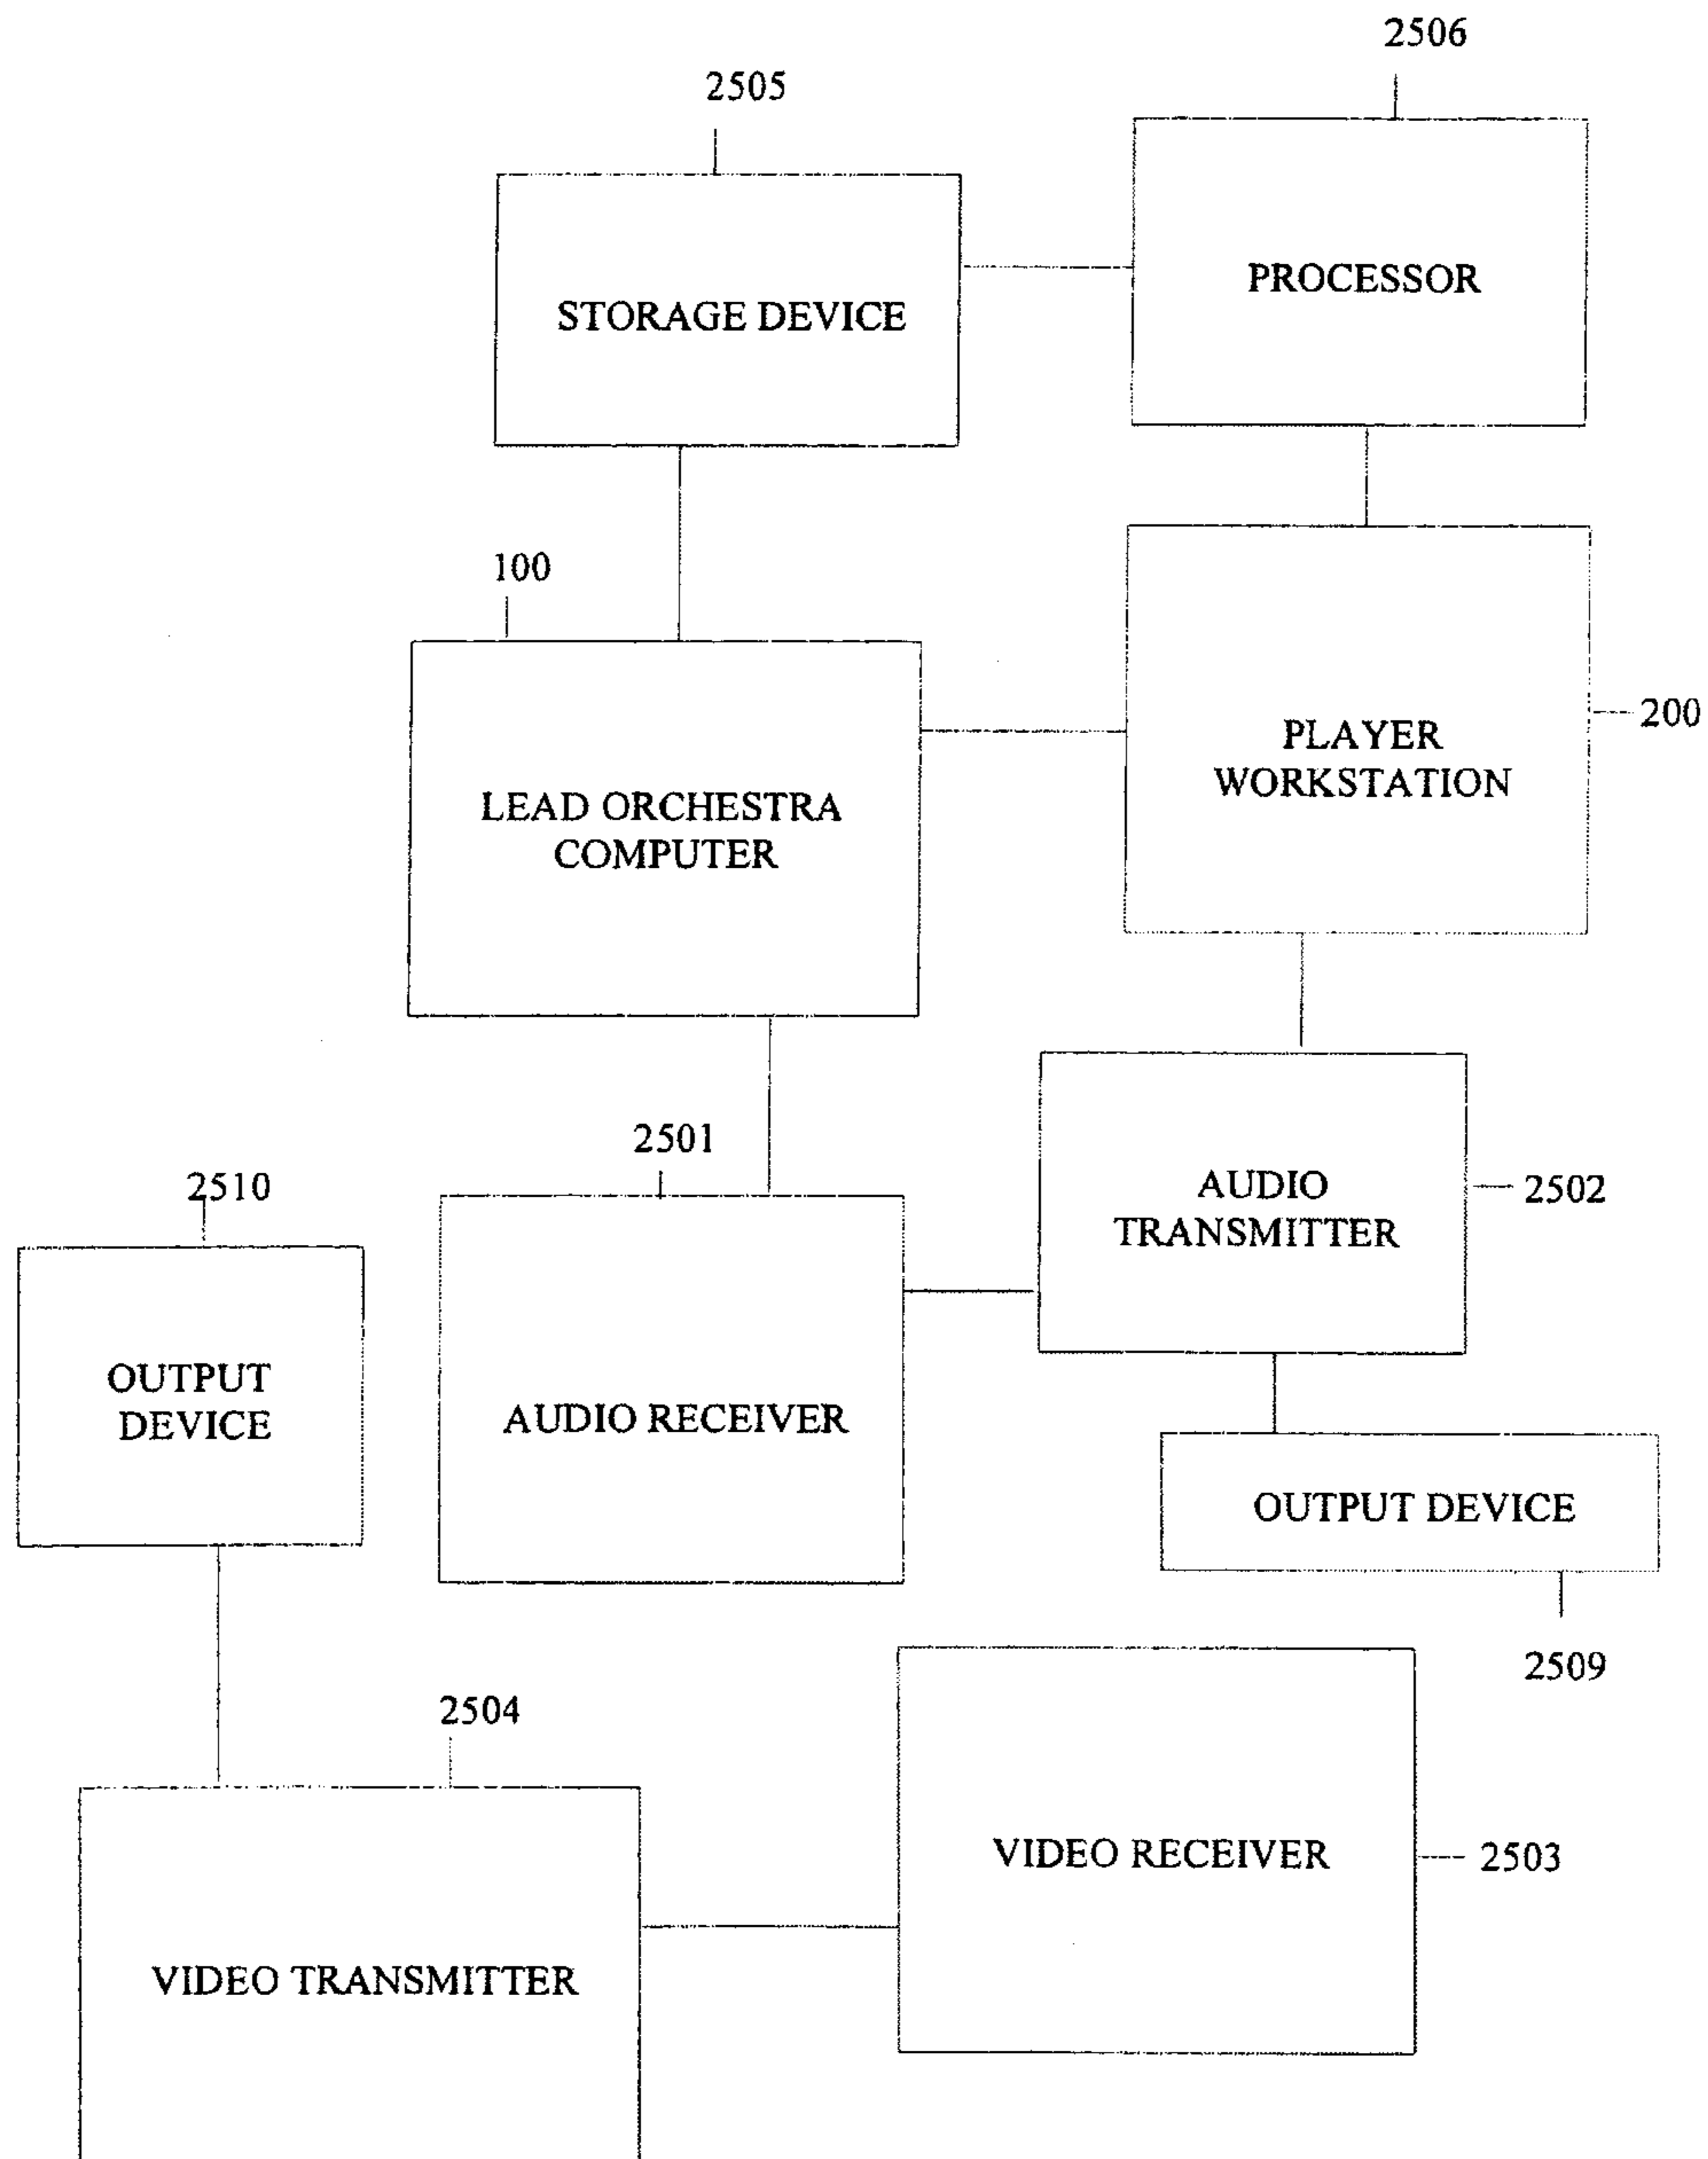 2506
2505
PROCESSOR
STORAGE DEVICE
100
200
PLAYER
WORKSTATION
LEAD ORCHESTRA
COMPUTER
2501
2510
AUDIO
TRANSMITTER
2502
OUTPUT
DEVICE
AUDIO RECEIVER
OUTPUT DEVICE
2509
2504
VIDEO RECEIVER
2503
VIDEO TRANSMITTER